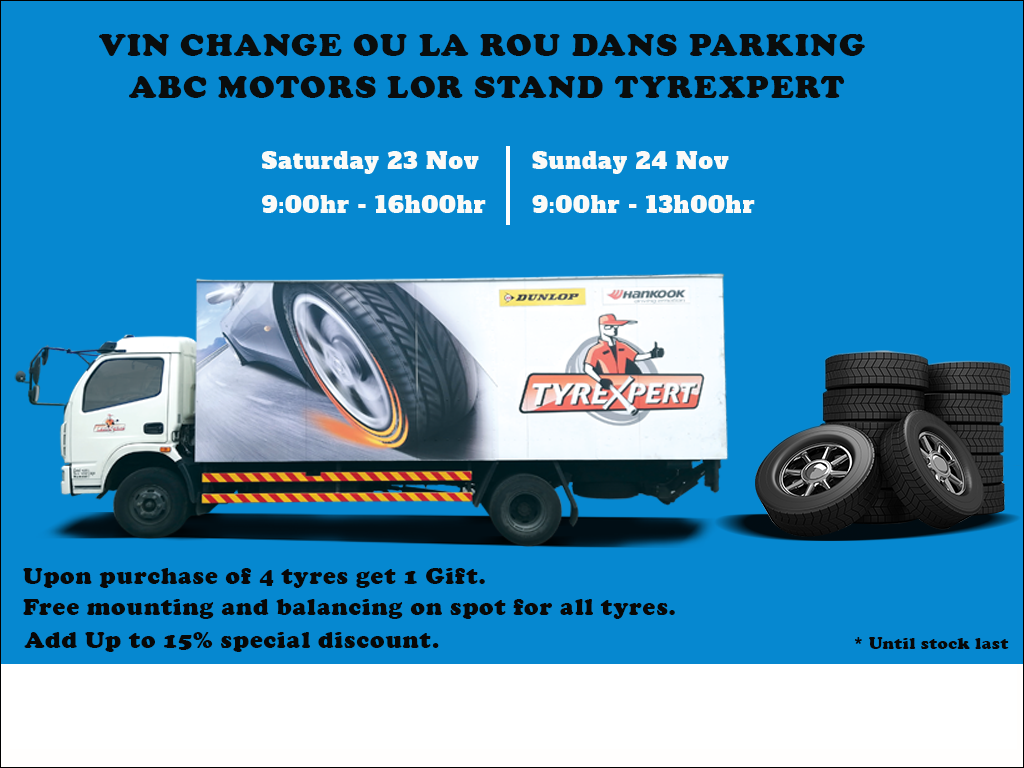 VIN CHANGE OU LA ROU DANS PARKING
ABC MOTORS LOR STAND TYREXPERT
Saturday 23 Nov
9:00hr - 16h00hr
Sunday 24 Nov
9:00hr - 13h00hr
DUNLOP
HANKOOK
driving emotion
TYREXPERT
Upon purchase of 4 tyres get 1 Gift.
Free mounting and balancing on spot for all tyres.
Add Up to 15% special discount.
* Until stock last